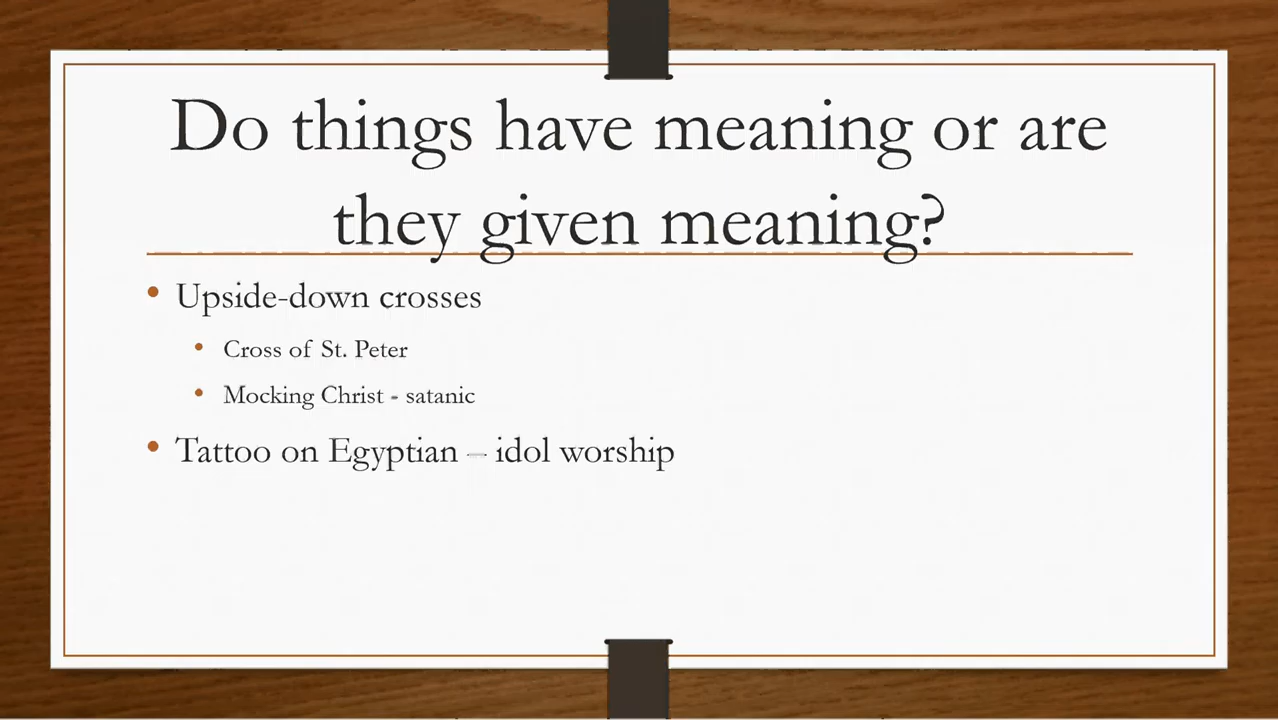 Do things have meaning or are
they given meaning?
• Upside-down crosses
• Cross of St. Peter
• Mocking Christ - satanic
• Tattoo on Egyptian – idol worship